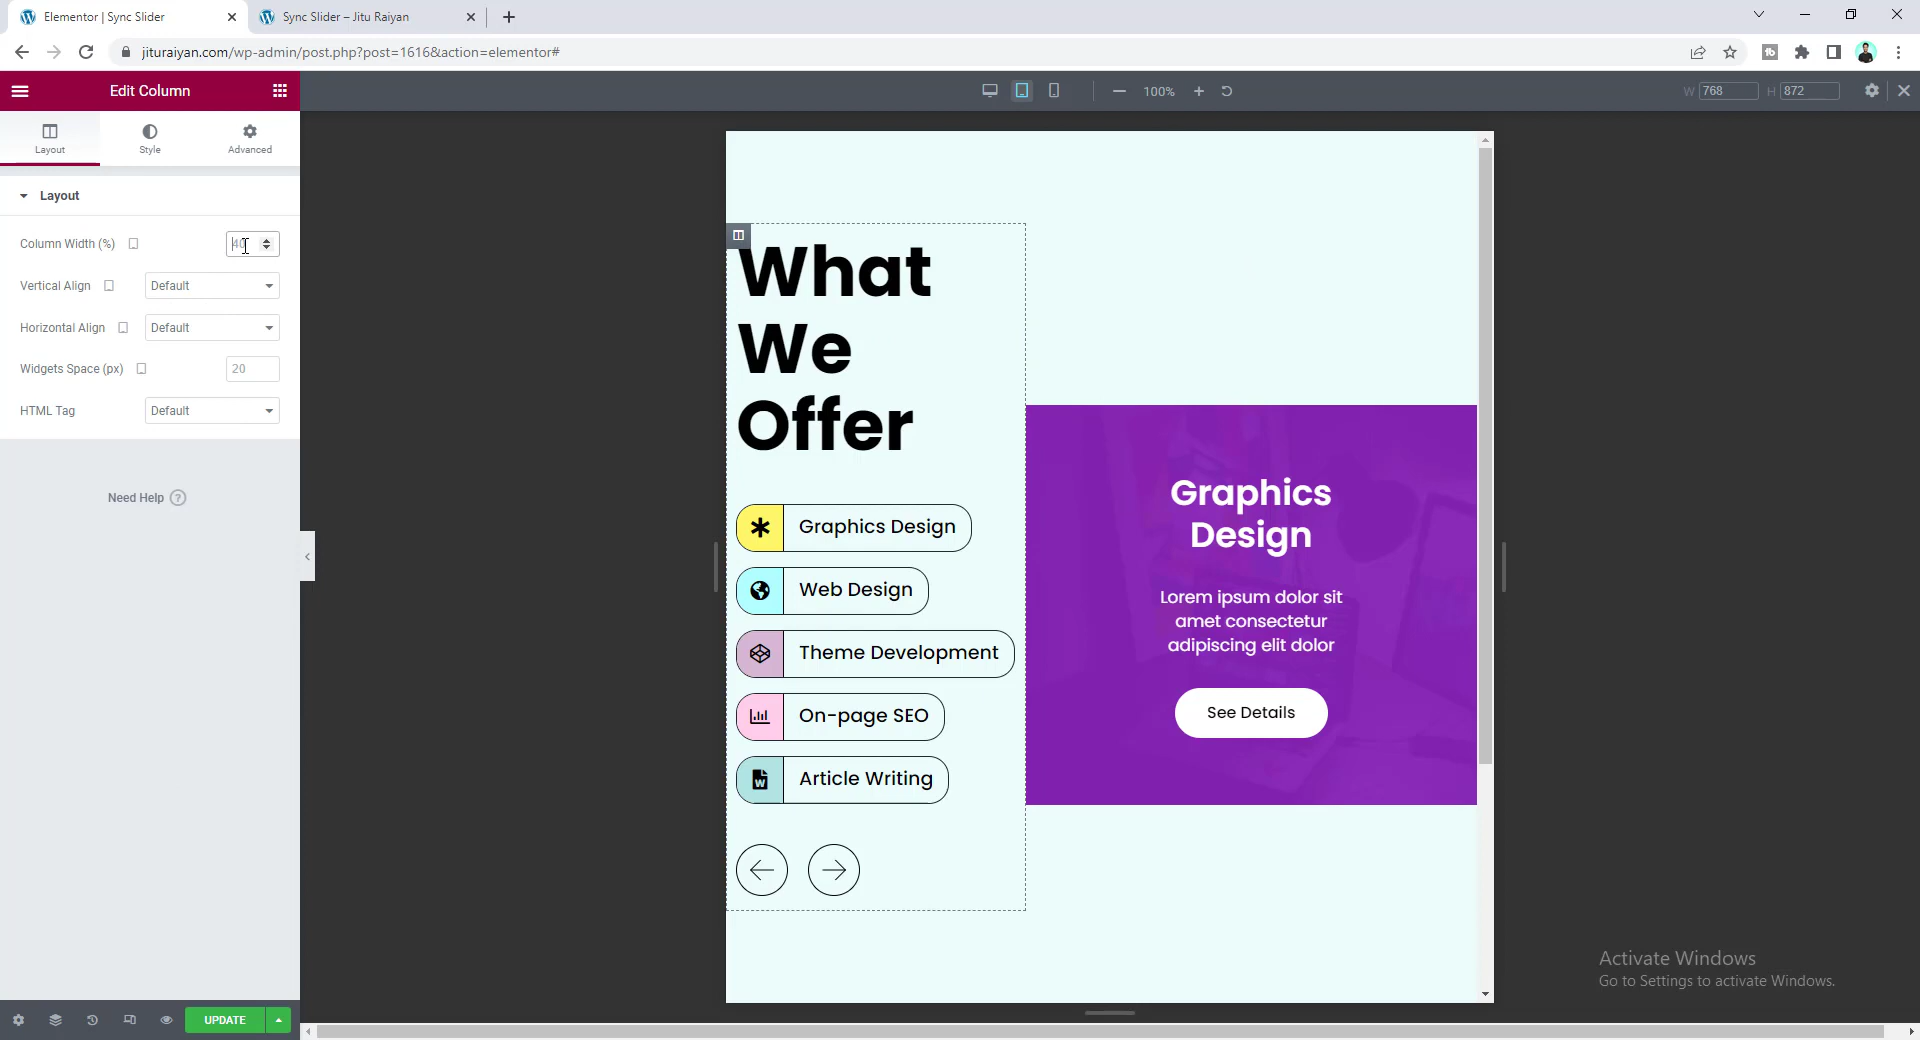 Elementor | Sync Slider
Sync Slider – Jitu Raiyan
jituraiyan.com/wp-admin/post.php?post=1616&action=elementor#
Edit Column
100%
W 768 H 872
Layout
Style
Advanced
Layout
Column Width (%)
40
Vertical Align
Default
Horizontal Align
Default
Widgets Space (px)
20
HTML Tag
Default
Need Help ?
What
We
Offer
Graphics Design
Web Design
Theme Development
On-page SEO
Article Writing
Graphics
Design
Lorem ipsum dolor sit
amet consectetur
adipiscing elit dolor
See Details
Activate Windows
Go to Settings to activate Windows.
UPDATE